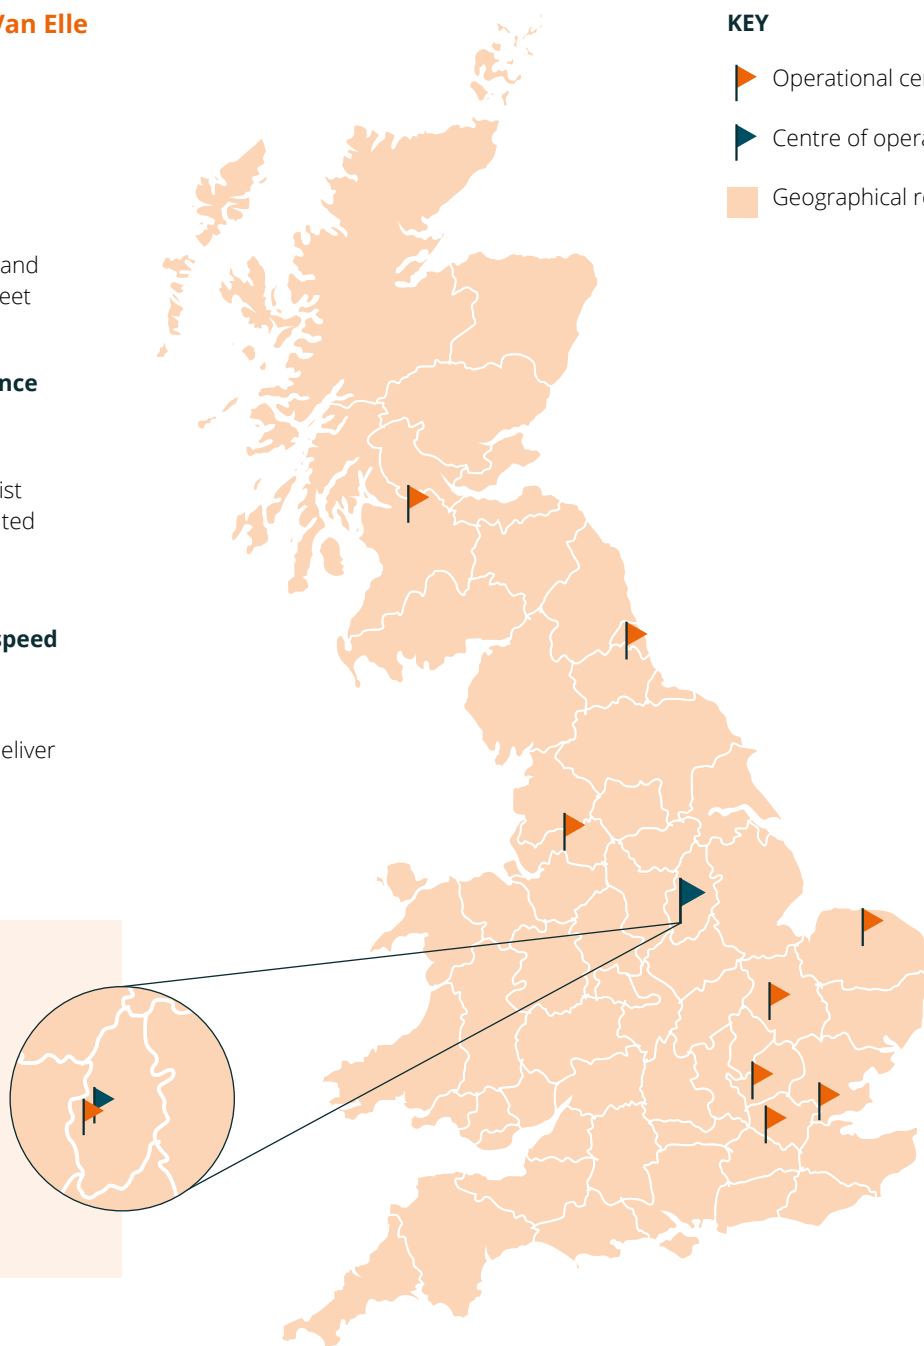 Van Elle
and
eet
nce
ist
ted
speed
eliver
KEY
Operational ce
Centre of opera
Geographical r